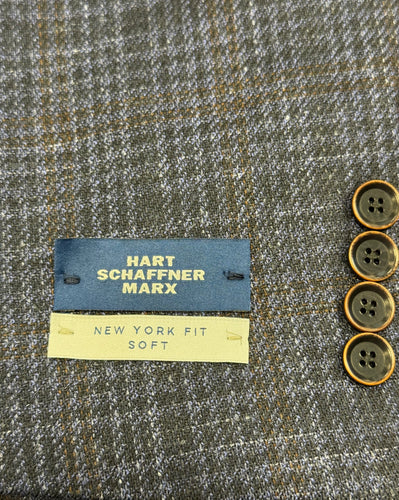 HART
SCHAFFNER
MARX
NEW YORK FIT
SOFT